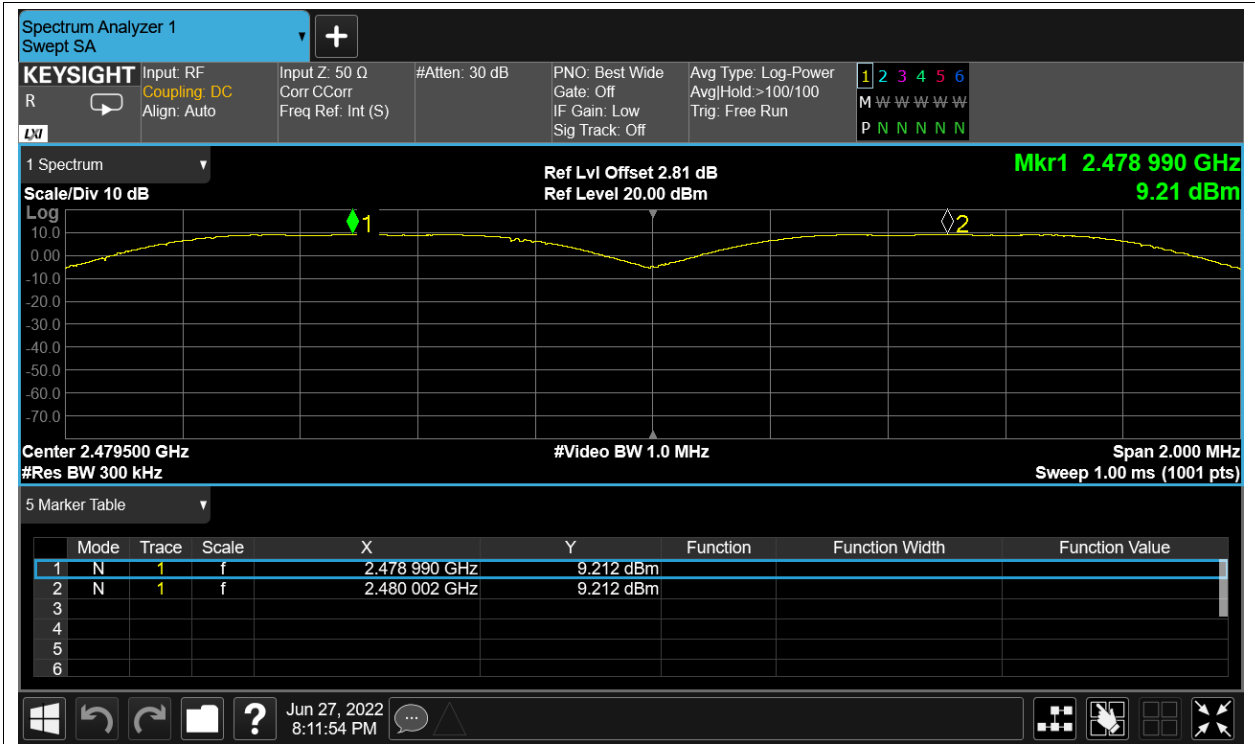 Spectrum Analyzer 1
Swept SA
KEYSIGHT
R
LXI
Input: RF
Coupling: DC
Align: Auto
Input Z: 50 Ω
Corr CCorr
Freq Ref: Int (S)
#Atten: 30 dB
PNO: Best Wide
Gate: Off
IF Gain: Low
Sig Track: Off
Avg Type: Log-Power
Avg|Hold:>100/100
Trig: Free Run
1 2 3 4 5 6
M W W W W W
P N N N N N
1 Spectrum
Scale/Div 10 dB
Ref Lvl Offset 2.81 dB
Ref Level 20.00 dBm
Mkr1 2.478 990 GHz
9.21 dBm
Log
10.0
0.00
-10.0
-20.0
-30.0
-40.0
-50.0
-60.0
-70.0
1
2
Center 2.479500 GHz
#Res BW 300 kHz
#Video BW 1.0 MHz
Span 2.000 MHz
Sweep 1.00 ms (1001 pts)
5 Marker Table
Mode Trace Scale X Y Function Function Width Function Value
1 N 1 f 2.478 990 GHz 9.212 dBm
2 N 1 f 2.480 002 GHz 9.212 dBm
3
4
5
6
?
Jun 27, 2022
8:11:54 PM